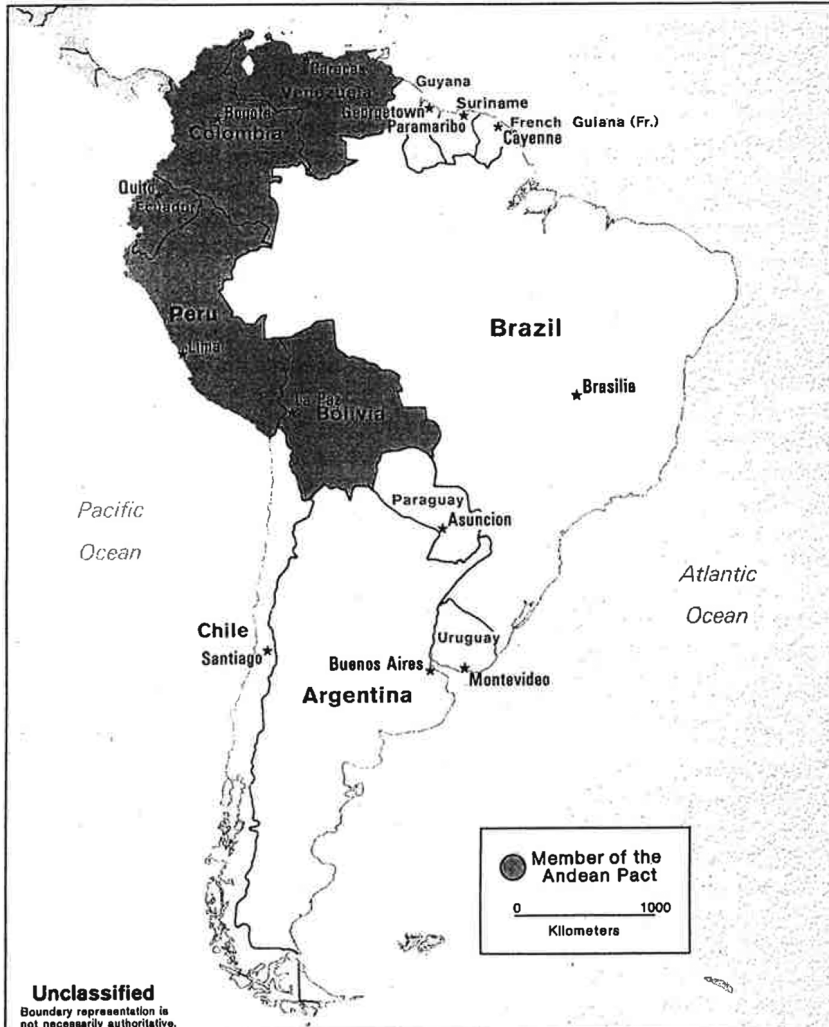 Caracas
Venezuela
Guyana
Georgetown
Suriname
Paramaribo
French Guiana (Fr.)
Cayenne
Bogota
Colombia
Quito
Ecuador
Peru
Lima
Brazil
Brasilia
La Paz
Bolivia
Paraguay
Asuncion
Pacific
Ocean
Atlantic
Ocean
Chile
Santiago
Uruguay
Buenos Aires
Montevideo
Argentina
Member of the
Andean Pact
0 1000
Kilometers
Unclassified
Boundary representation is
not necessarily authoritative.